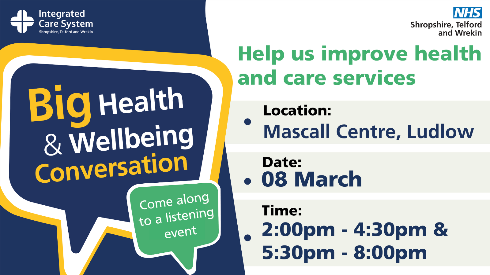 Integrated
Care System
Shropshire, Telford and Wrekin
NHS
Shropshire, Telford
and Wrekin
Big Health
& Wellbeing
Conversation
Come along
to a listening
event
Help us improve health
and care services
• Location:
Mascall Centre, Ludlow
Date:
• 08 March
Time:
• 2:00pm - 4:30pm &
5:30pm - 8:00pm